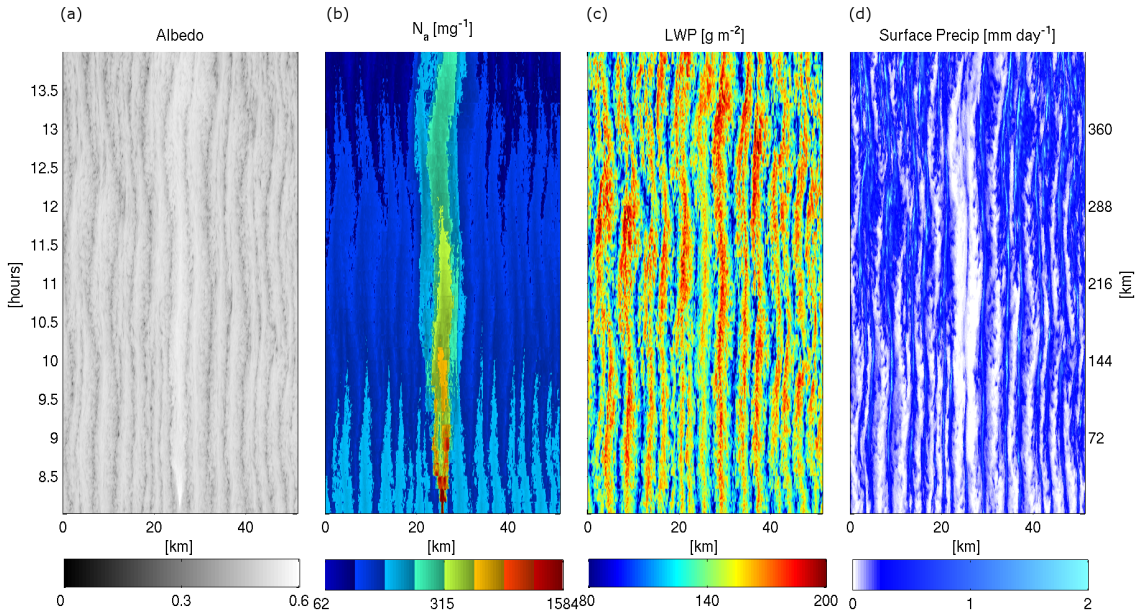 (a) (b) (c) (d)
Albedo Nₐ [mg⁻¹] LWP [g m⁻²] Surface Precip [mm day⁻¹]
13.5
13 360
12.5
12 288
11.5
11 216
[hours] [km]
10.5
10 144
9.5
9 72
8.5
0 20 40 0 20 40 0 20 40 0 20 40
[km] [km] [km] [km]
0 0.3 0.6 62 315 1584 80 140 200 0 1 2